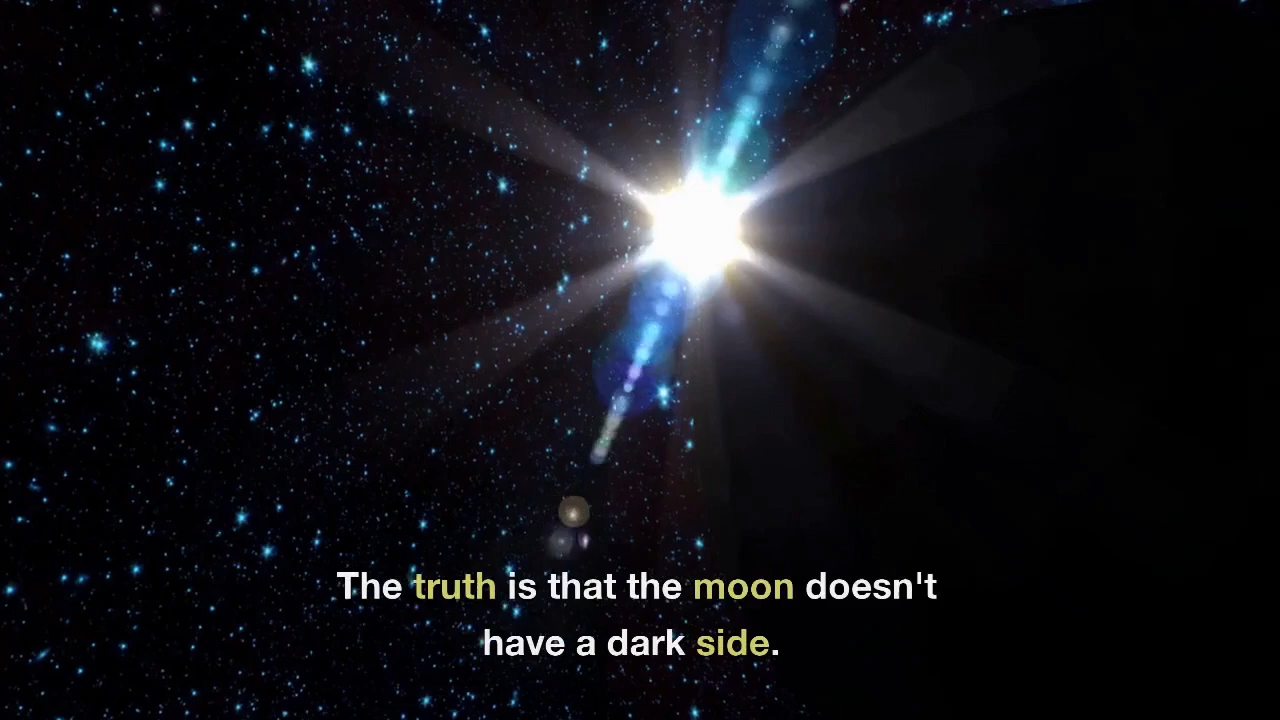 The truth is that the moon doesn't
have a dark side.